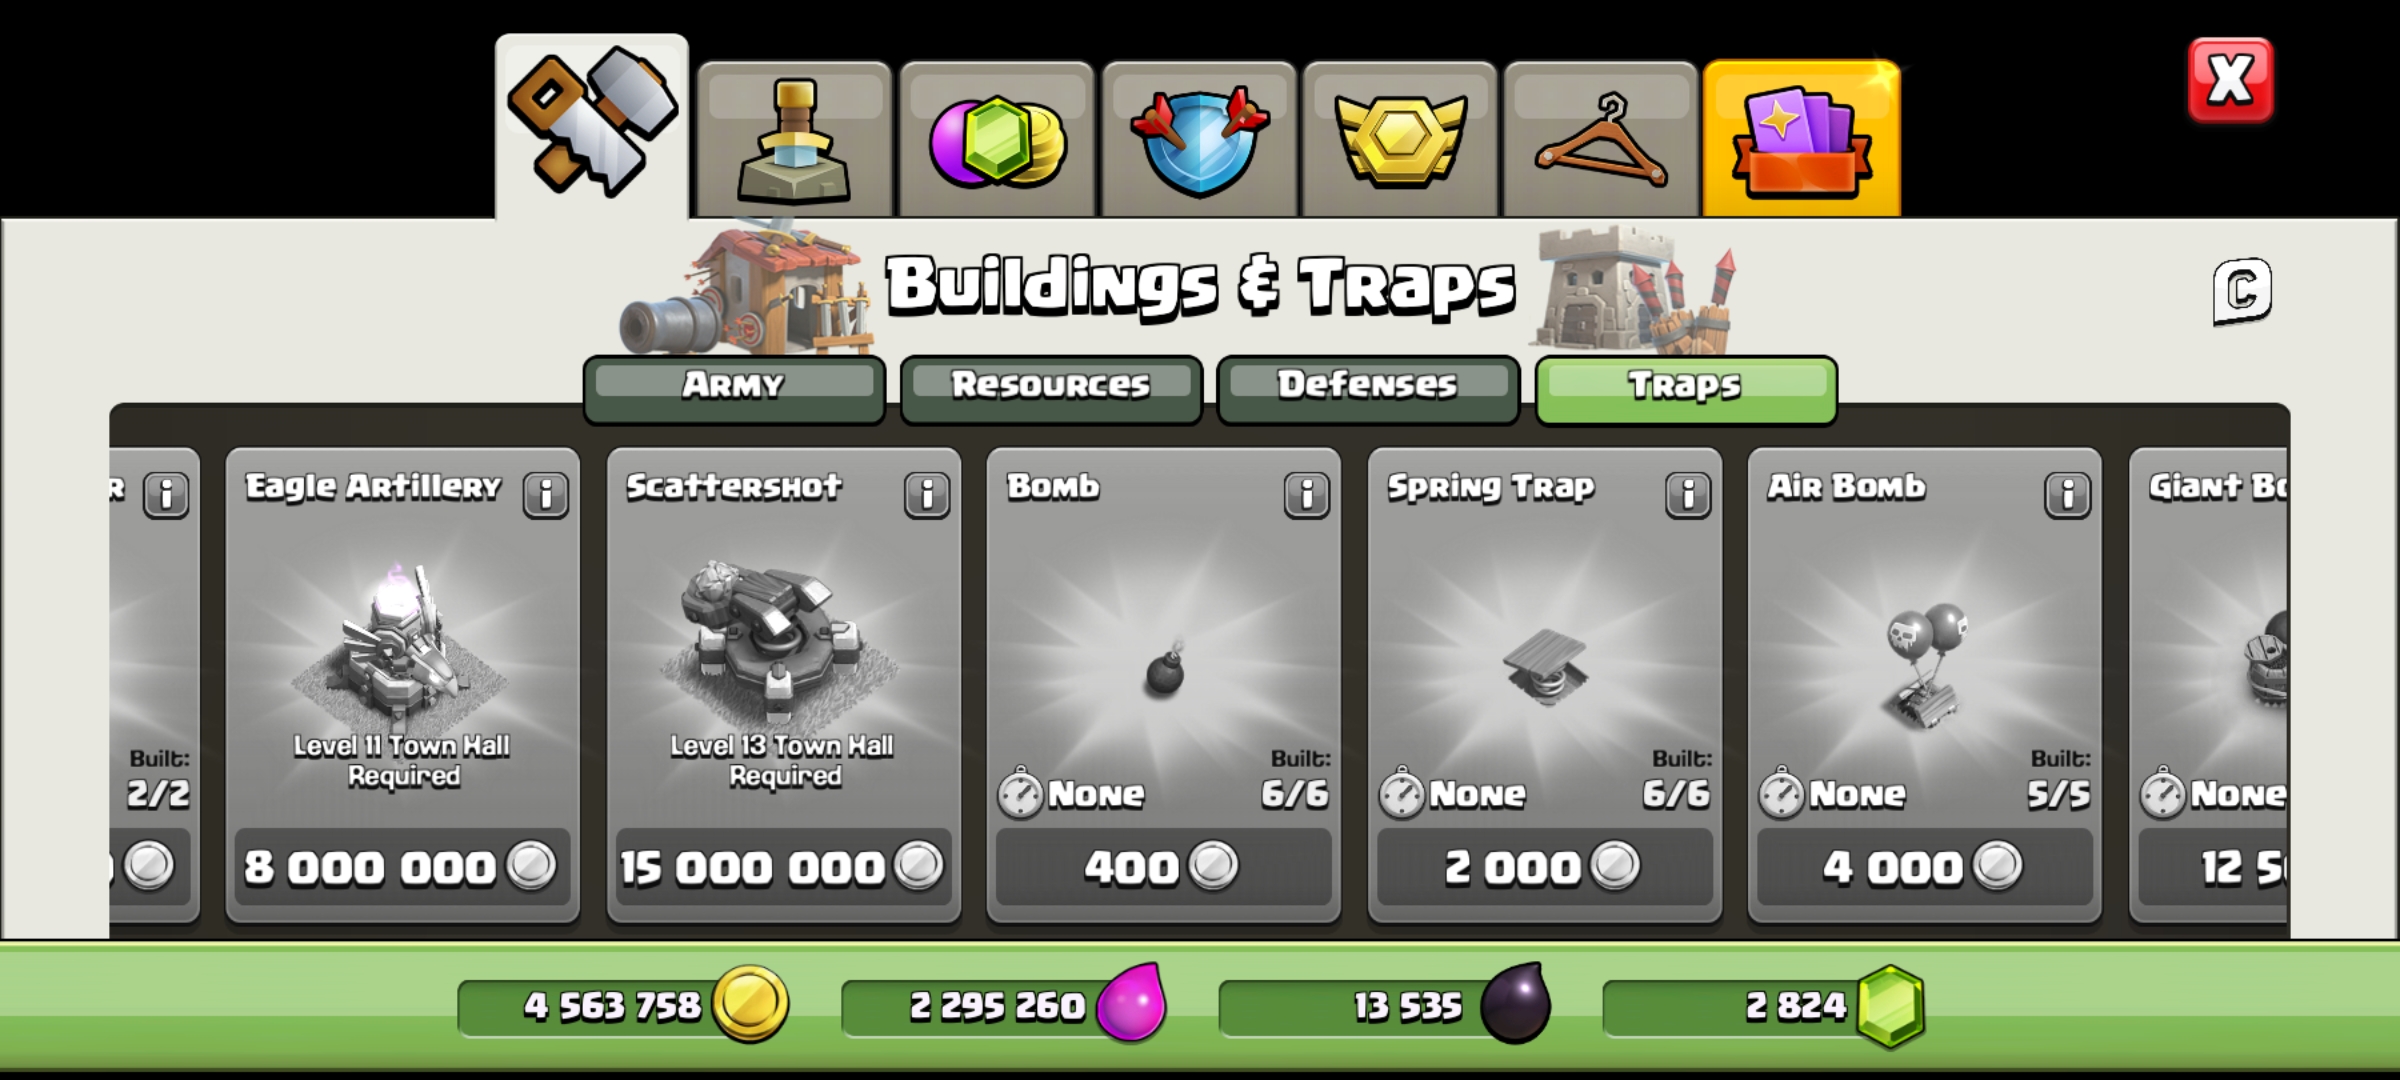 X
Buildings & Traps
C
Army
Resources
Defenses
Traps
R
i
Built:
2/2
Eagle Artillery
i
Level 11 Town Hall
Required
8 000 000
Scattershot
i
Level 13 Town Hall
Required
15 000 000
Bomb
i
Built:
None
6/6
400
Spring Trap
i
Built:
None
6/6
2 000
Air Bomb
i
Built:
None
5/5
4 000
Giant
None
12
4 563 758
2 295 260
13 535
2 824